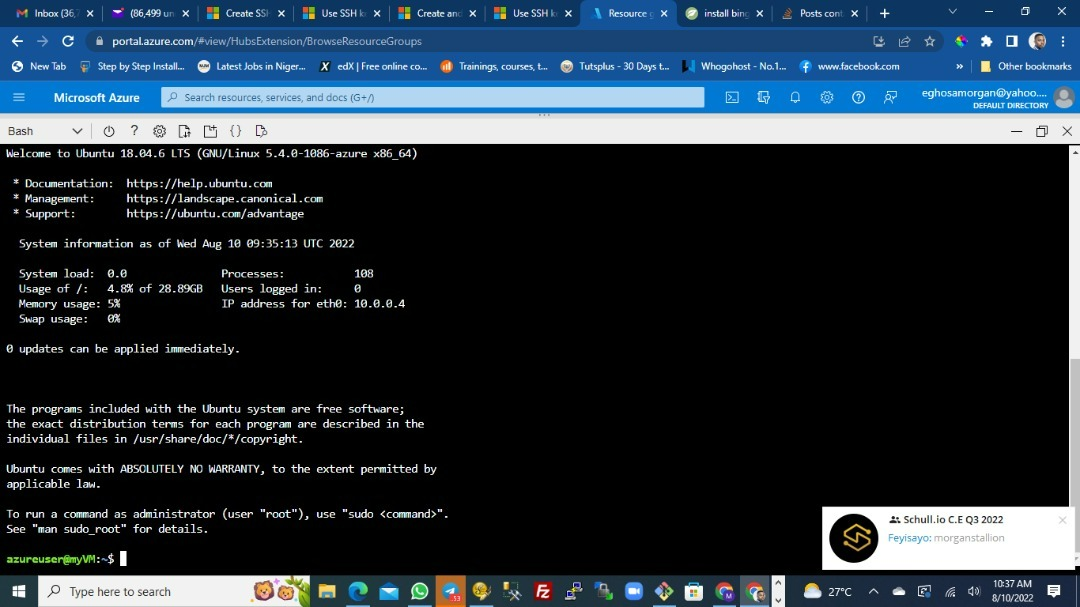 Inbox (36,7
(86,499 un
Create SSH
Use SSH k
Create and
Use SSH k
Resource g
install bing
Posts cont
portal.azure.com/#view/HubsExtension/BrowseResourceGroups
New Tab
Step by Step Install...
Latest Jobs in Niger...
edX | Free online co...
Trainings, courses, t...
Tutsplus - 30 Days t...
Whogohost - No.1...
www.facebook.com
»
Other bookmarks
Microsoft Azure
Search resources, services, and docs (G+/)
eghosamorgan@yahoo....
DEFAULT DIRECTORY
Bash
Welcome to Ubuntu 18.04.6 LTS (GNU/Linux 5.4.0-1086-azure x86_64)
* Documentation: https://help.ubuntu.com
* Management: https://landscape.canonical.com
* Support: https://ubuntu.com/advantage
System information as of Wed Aug 10 09:35:13 UTC 2022
System load: 0.0 Processes: 108
Usage of /: 4.8% of 28.89GB Users logged in: 0
Memory usage: 5% IP address for eth0: 10.0.0.4
Swap usage: 0%
0 updates can be applied immediately.
The programs included with the Ubuntu system are free software;
the exact distribution terms for each program are described in the
individual files in /usr/share/doc/*/copyright.
Ubuntu comes with ABSOLUTELY NO WARRANTY, to the extent permitted by
applicable law.
To run a command as administrator (user "root"), use "sudo <command>".
See "man sudo_root" for details.
azureuser@myVM:~$
Schull.io C.E Q3 2022
Feyisayo: morganstallion
Type here to search
27°C
10:37 AM
8/10/2022